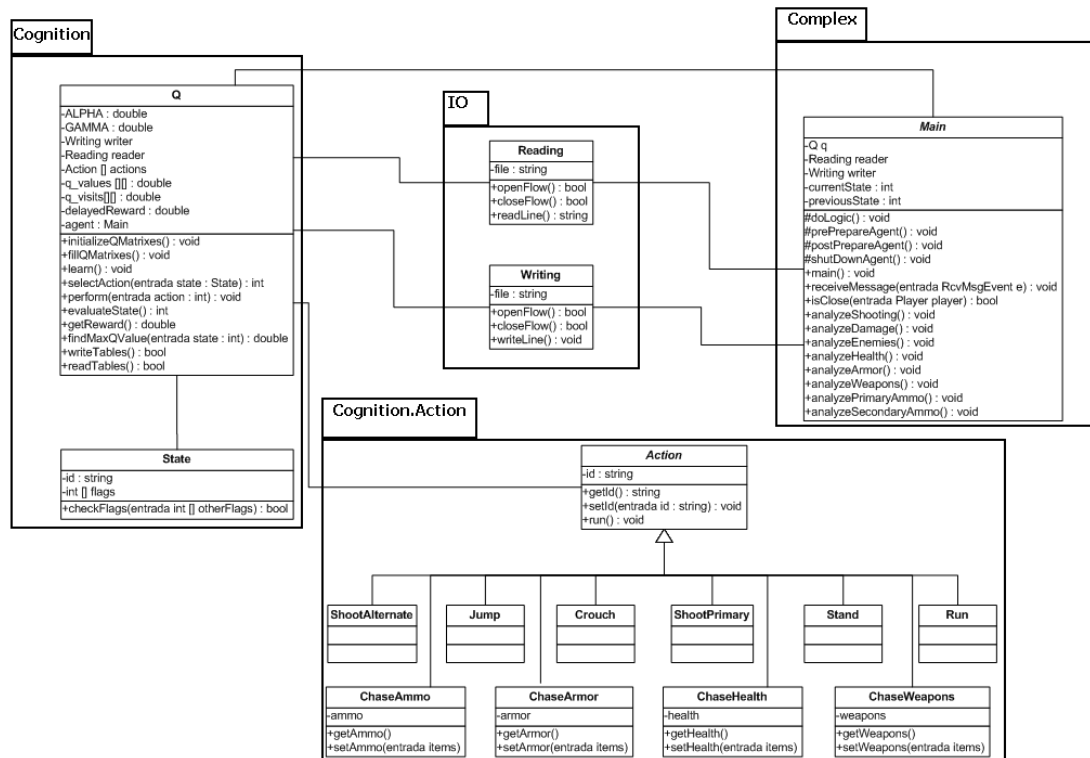 Cognition
Q
-ALPHA : double
-GAMMA : double
-Writing writer
-Reading reader
-Action [] actions
-q_values [][] : double
-q_visits[][] : double
-delayedReward : double
-agent : Main
+initializeQMatrixes() : void
+fillQMatrixes() : void
+learn() : void
+selectAction(entrada state : State) : int
+perform(entrada action : int) : void
+evaluateState() : int
+getReward() : double
+findMaxQValue(entrada state : int) : double
+writeTables() : bool
+readTables() : bool
State
-id : string
-int [] flags
+checkFlags(entrada int [] otherFlags) : bool
IO
Reading
-file : string
+openFlow() : bool
+closeFlow() : bool
+readLine() : string
Writing
-file : string
+openFlow() : bool
+closeFlow() : bool
+writeLine() : void
Complex
Main
-Q q
-Reading reader
-Writing writer
-currentState : int
-previousState : int
#doLogic() : void
#prePrepareAgent() : void
#postPrepareAgent() : void
#shutDownAgent() : void
+main() : void
+receiveMessage(entrada RcvMsgEvent e) : void
+isClose(entrada Player player) : bool
+analyzeShooting() : void
+analyzeDamage() : void
+analyzeEnemies() : void
+analyzeHealth() : void
+analyzeArmor() : void
+analyzeWeapons() : void
+analyzePrimaryAmmo() : void
+analyzeSecondaryAmmo() : void
Cognition.Action
Action
-id : string
+getId() : string
+setId(entrada id : string) : void
+run() : void
ShootAlternate
Jump
Crouch
ShootPrimary
Stand
Run
ChaseAmmo
-ammo
+getAmmo()
+setAmmo(entrada items)
ChaseArmor
-armor
+getArmor()
+setArmor(entrada items)
ChaseHealth
-health
+getHealth()
+setHealth(entrada items)
ChaseWeapons
-weapons
+getWeapons()
+setWeapons(entrada items)